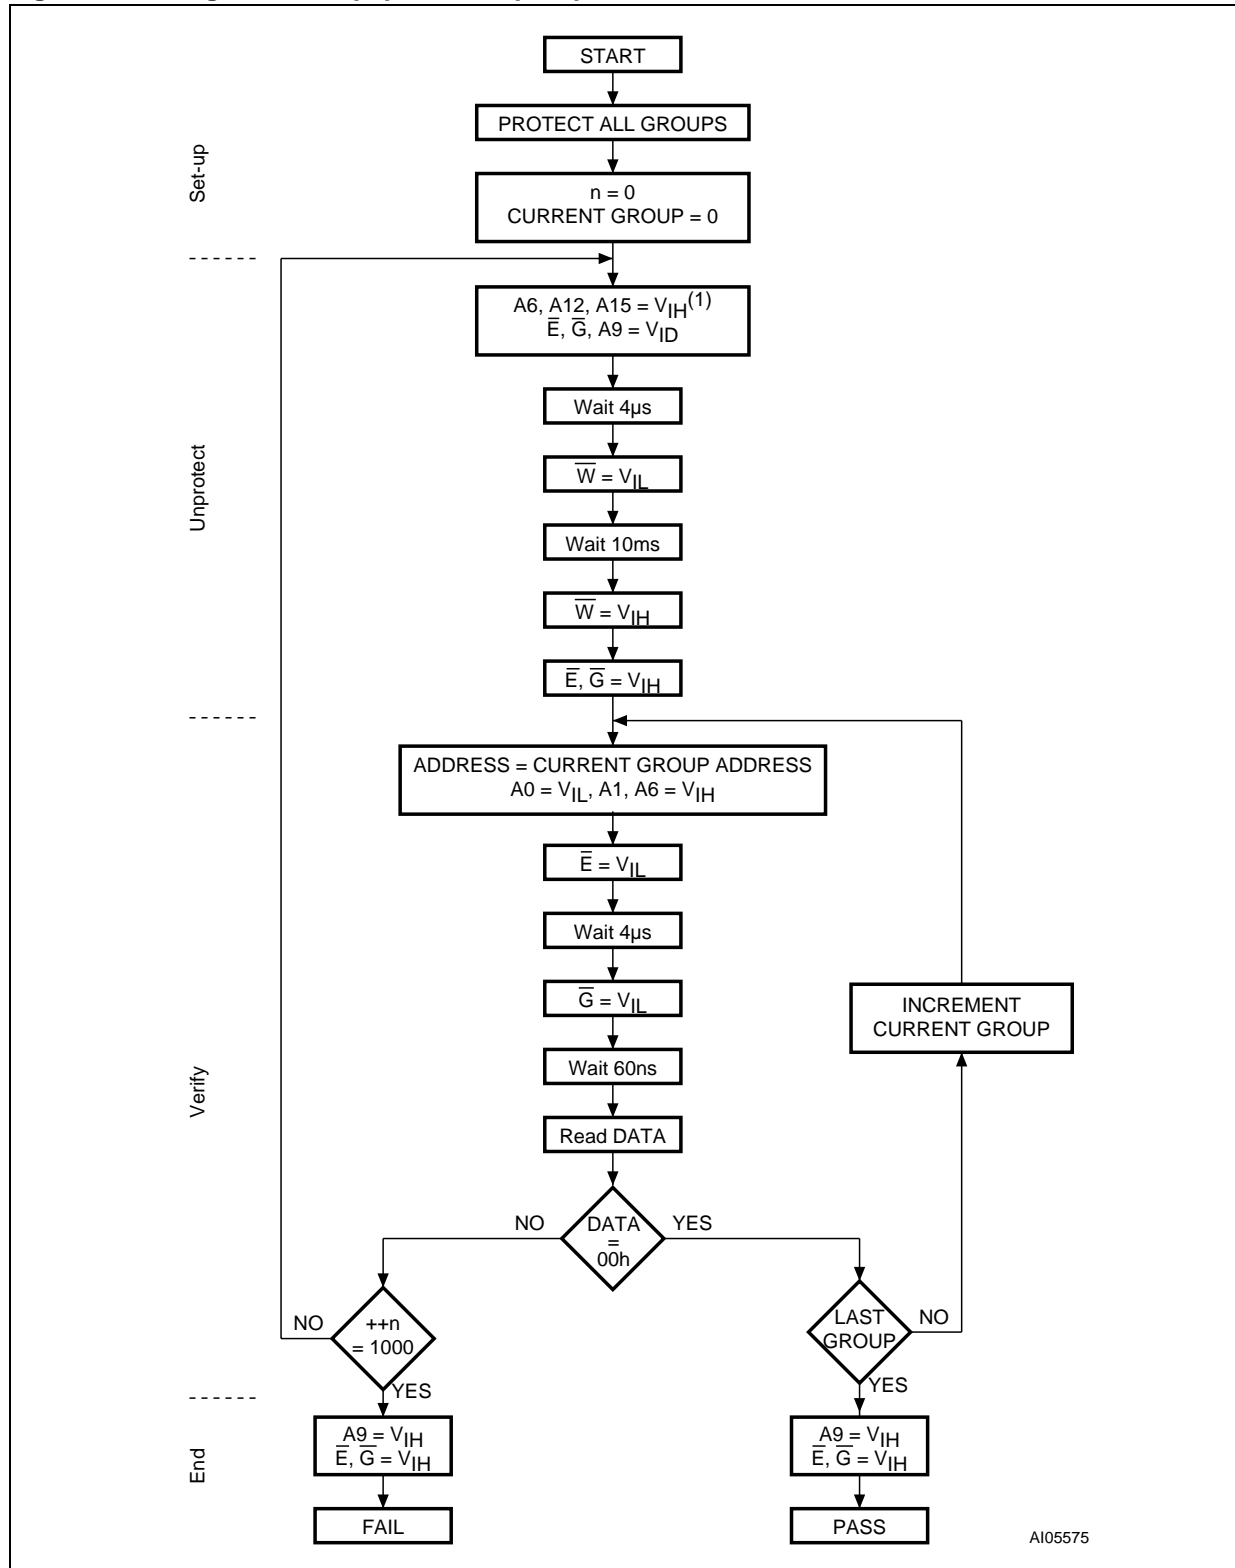 START
PROTECT ALL GROUPS
Set-up
n = 0
CURRENT GROUP = 0
A6, A12, A15 = VIH(1)
E̅, G̅, A9 = VID
Wait 4µs
Unprotect
W̅ = VIL
Wait 10ms
W̅ = VIH
E̅, G̅ = VIH
ADDRESS = CURRENT GROUP ADDRESS
A0 = VIL, A1, A6 = VIH
E̅ = VIL
Wait 4µs
G̅ = VIL
INCREMENT
CURRENT GROUP
Wait 60ns
Verify
Read DATA
NO
DATA
=
00h
YES
NO
++n
= 1000
YES
LAST
GROUP
NO
YES
End
A9 = VIH
E̅, G̅ = VIH
A9 = VIH
E̅, G̅ = VIH
FAIL
PASS
AI05575